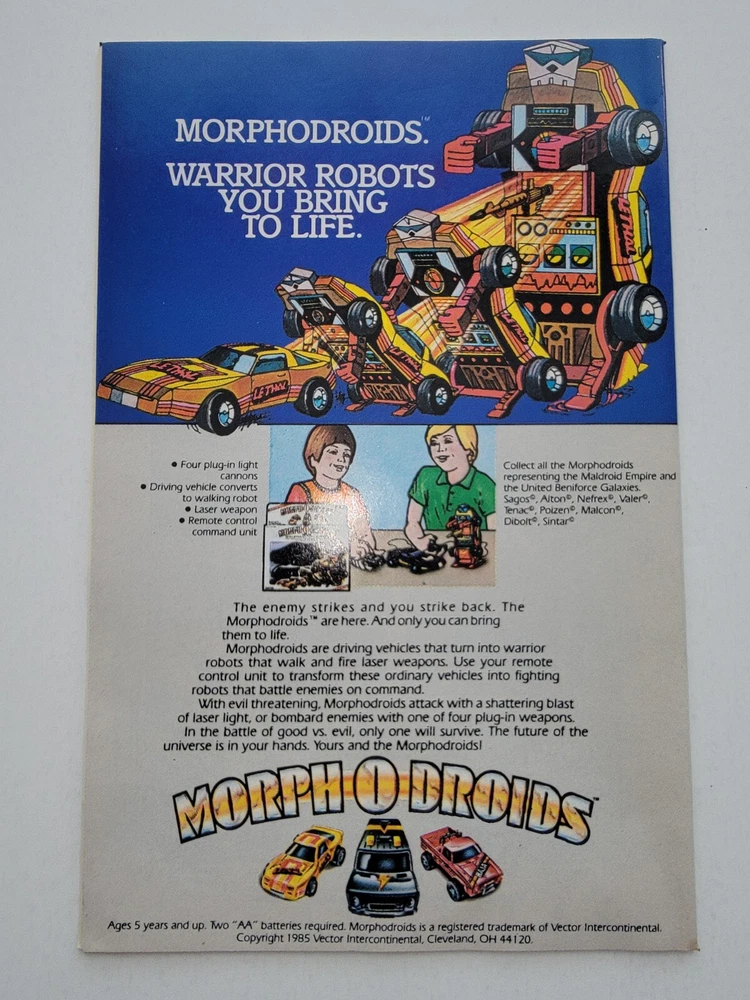 MORPHODROIDS.™
WARRIOR ROBOTS
YOU BRING
TO LIFE.
LETHAL
LETHAL
LETHAL
LETHAL
LETHAL
• Four plug-in light
cannons
• Driving vehicle converts
to walking robot
• Laser weapon
• Remote control
command unit
Collect all the Morphodroids
representing the Maldroid Empire and
the United Beniforce Galaxies.
Sagos©, Alton©, Nefrex©, Valer©,
Tenac©, Poizen©, Malcon©,
Dibolt©, Sintar©
The enemy strikes and you strike back. The
Morphodroids™ are here. And only you can bring
them to life.
Morphodroids are driving vehicles that turn into warrior
robots that walk and fire laser weapons. Use your remote
control unit to transform these ordinary vehicles into fighting
robots that battle enemies on command.
With evil threatening, Morphodroids attack with a shattering blast
of laser light, or bombard enemies with one of four plug-in weapons.
In the battle of good vs. evil, only one will survive. The future of the
universe is in your hands. Yours and the Morphodroids!
MORPH O DROIDS™
Ages 5 years and up. Two "AA" batteries required. Morphodroids is a registered trademark of Vector Intercontinental.
Copyright 1985 Vector Intercontinental, Cleveland, OH 44120.